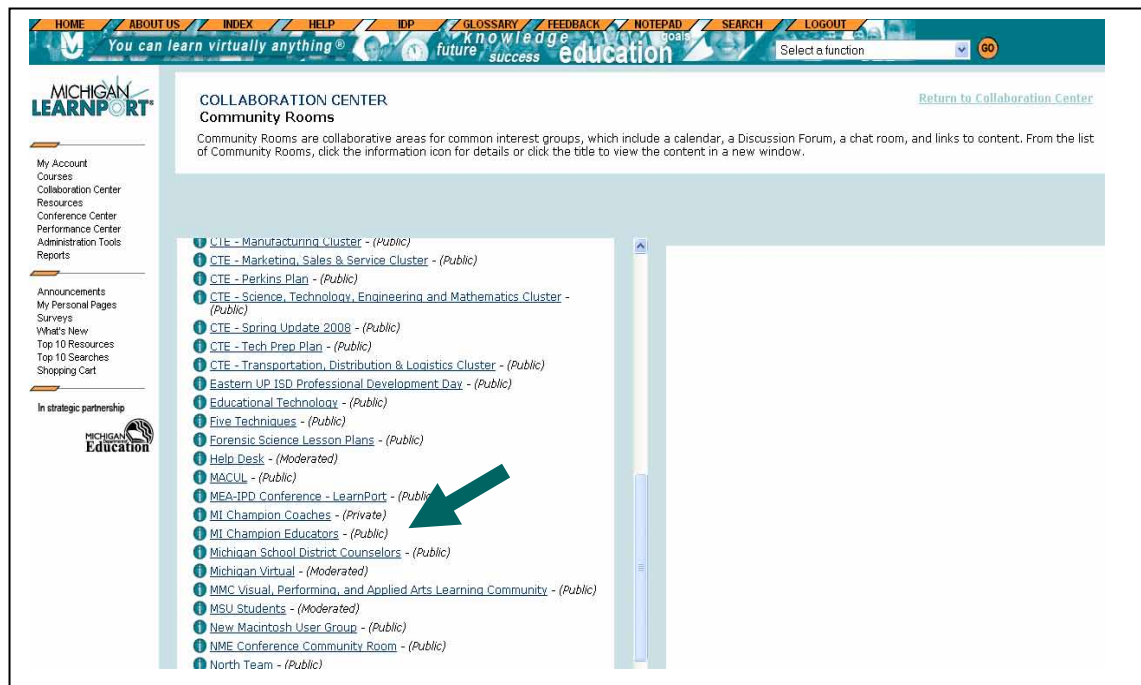 HOME ABOUT US INDEX HELP IDP GLOSSARY FEEDBACK NOTEPAD SEARCH LOGOUT
You can learn virtually anything® future knowledge success education goals
Select a function GO
MICHIGAN
LEARNPORT®
COLLABORATION CENTER
Return to Collaboration Center
Community Rooms
Community Rooms are collaborative areas for common interest groups, which include a calendar, a Discussion Forum, a chat room, and links to content. From the list
of Community Rooms, click the information icon for details or click the title to view the content in a new window.
My Account
Courses
Collaboration Center
Resources
Conference Center
Performance Center
Administration Tools
Reports
Announcements
My Personal Pages
Surveys
What's New
Top 10 Resources
Top 10 Searches
Shopping Cart
In strategic partnership
MICHIGAN
Education
CTE - Manufacturing Cluster - (Public)
CTE - Marketing, Sales & Service Cluster - (Public)
CTE - Perkins Plan - (Public)
CTE - Science, Technology, Engineering and Mathematics Cluster -
(Public)
CTE - Spring Update 2008 - (Public)
CTE - Tech Prep Plan - (Public)
CTE - Transportation, Distribution & Logistics Cluster - (Public)
Eastern UP ISD Professional Development Day - (Public)
Educational Technology - (Public)
Five Techniques - (Public)
Forensic Science Lesson Plans - (Public)
Help Desk - (Moderated)
MACUL - (Public)
MEA-IPD Conference - LearnPort - (Public
MI Champion Coaches - (Private)
MI Champion Educators - (Public)
Michigan School District Counselors - (Public)
Michigan Virtual - (Moderated)
MMC Visual, Performing, and Applied Arts Learning Community - (Public)
MSU Students - (Moderated)
New Macintosh User Group - (Public)
NME Conference Community Room - (Public)
North Team - (Public)